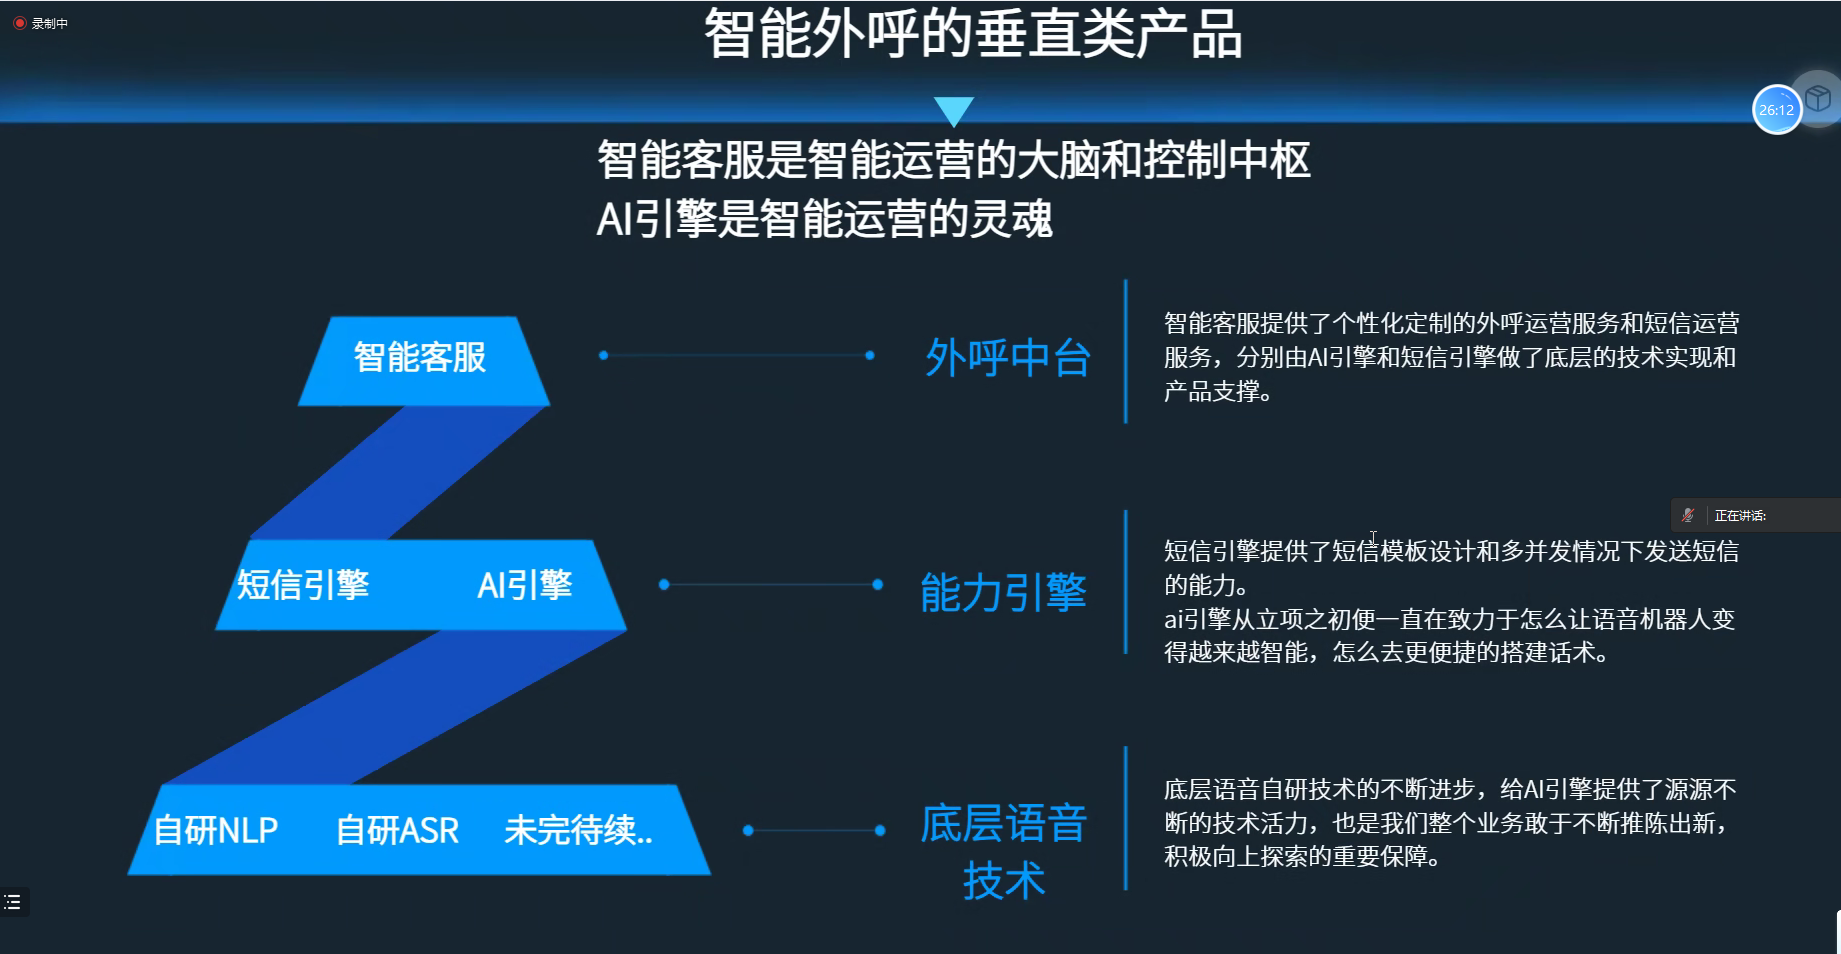 录制中
智能外呼的垂直类产品
26:12
智能客服是智能运营的大脑和控制中枢
AI引擎是智能运营的灵魂
智能客服
外呼中台
智能客服提供了个性化定制的外呼运营服务和短信运营
服务，分别由AI引擎和短信引擎做了底层的技术实现和
产品支撑。
正在讲话:
短信引擎
AI引擎
能力引擎
短信引擎提供了短信模板设计和多并发情况下发送短信
的能力。
ai引擎从立项之初便一直在致力于怎么让语音机器人变
得越来越智能，怎么去更便捷的搭建话术。
自研NLP
自研ASR
未完待续..
底层语音
技术
底层语音自研技术的不断进步，给AI引擎提供了源源不
断的技术活力，也是我们整个业务敢于不断推陈出新，
积极向上探索的重要保障。